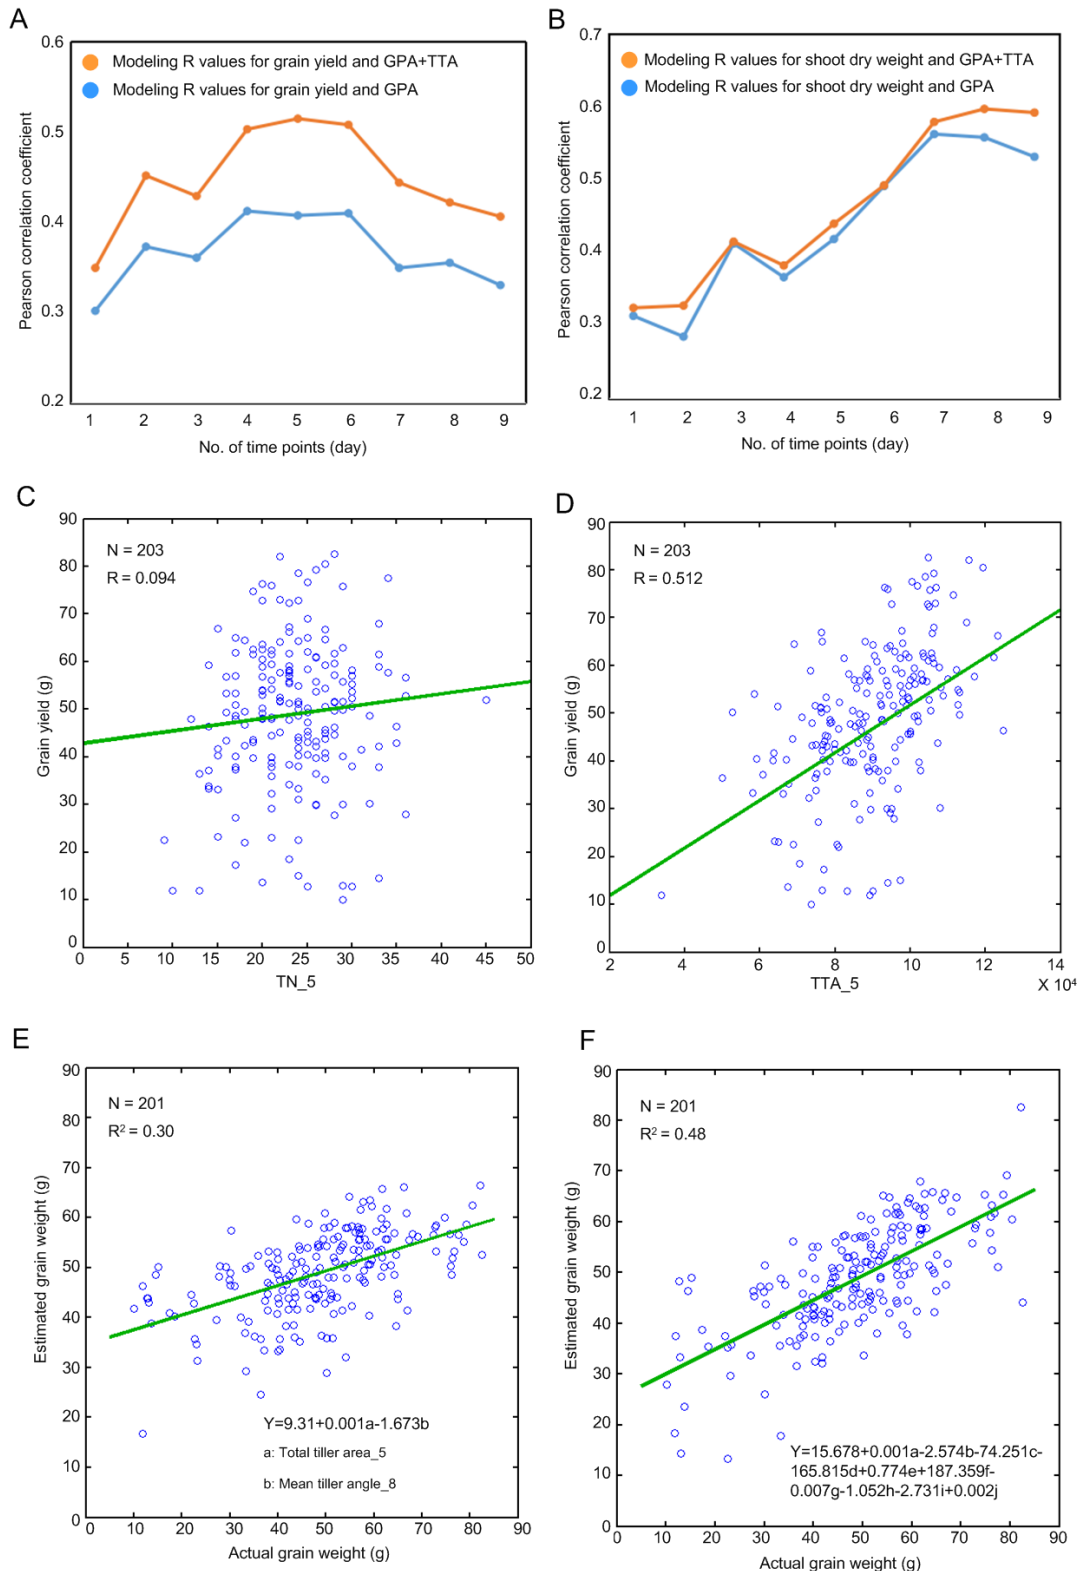 A
0.6
0.5
0.4
0.3
0.2
Pearson correlation coefficient
Modeling R values for grain yield and GPA+TTA
Modeling R values for grain yield and GPA
1 2 3 4 5 6 7 8 9
No. of time points (day)
B
0.7
0.6
0.5
0.4
0.3
0.2
Pearson correlation coefficient
Modeling R values for shoot dry weight and GPA+TTA
Modeling R values for shoot dry weight and GPA
1 2 3 4 5 6 7 8 9
No. of time points (day)
C
90
80
70
60
50
40
30
20
10
0
Grain yield (g)
N = 203
R = 0.094
0 5 10 15 20 25 30 35 40 45 50
TN_5
D
90
80
70
60
50
40
30
20
10
0
Grain yield (g)
N = 203
R = 0.512
2 4 6 8 10 12 14
TTA_5
X 10⁴
E
90
80
70
60
50
40
30
20
10
0
Estimated grain weight (g)
N = 201
R² = 0.30
Y=9.31+0.001a-1.673b
a: Total tiller area_5
b: Mean tiller angle_8
0 10 20 30 40 50 60 70 80 90
Actual grain weight (g)
F
90
80
70
60
50
40
30
20
10
0
Estimated grain weight (g)
N = 201
R² = 0.48
Y=15.678+0.001a-2.574b-74.251c-
165.815d+0.774e+187.359f-
0.007g-1.052h-2.731i+0.002j
0 10 20 30 40 50 60 70 80 90
Actual grain weight (g)